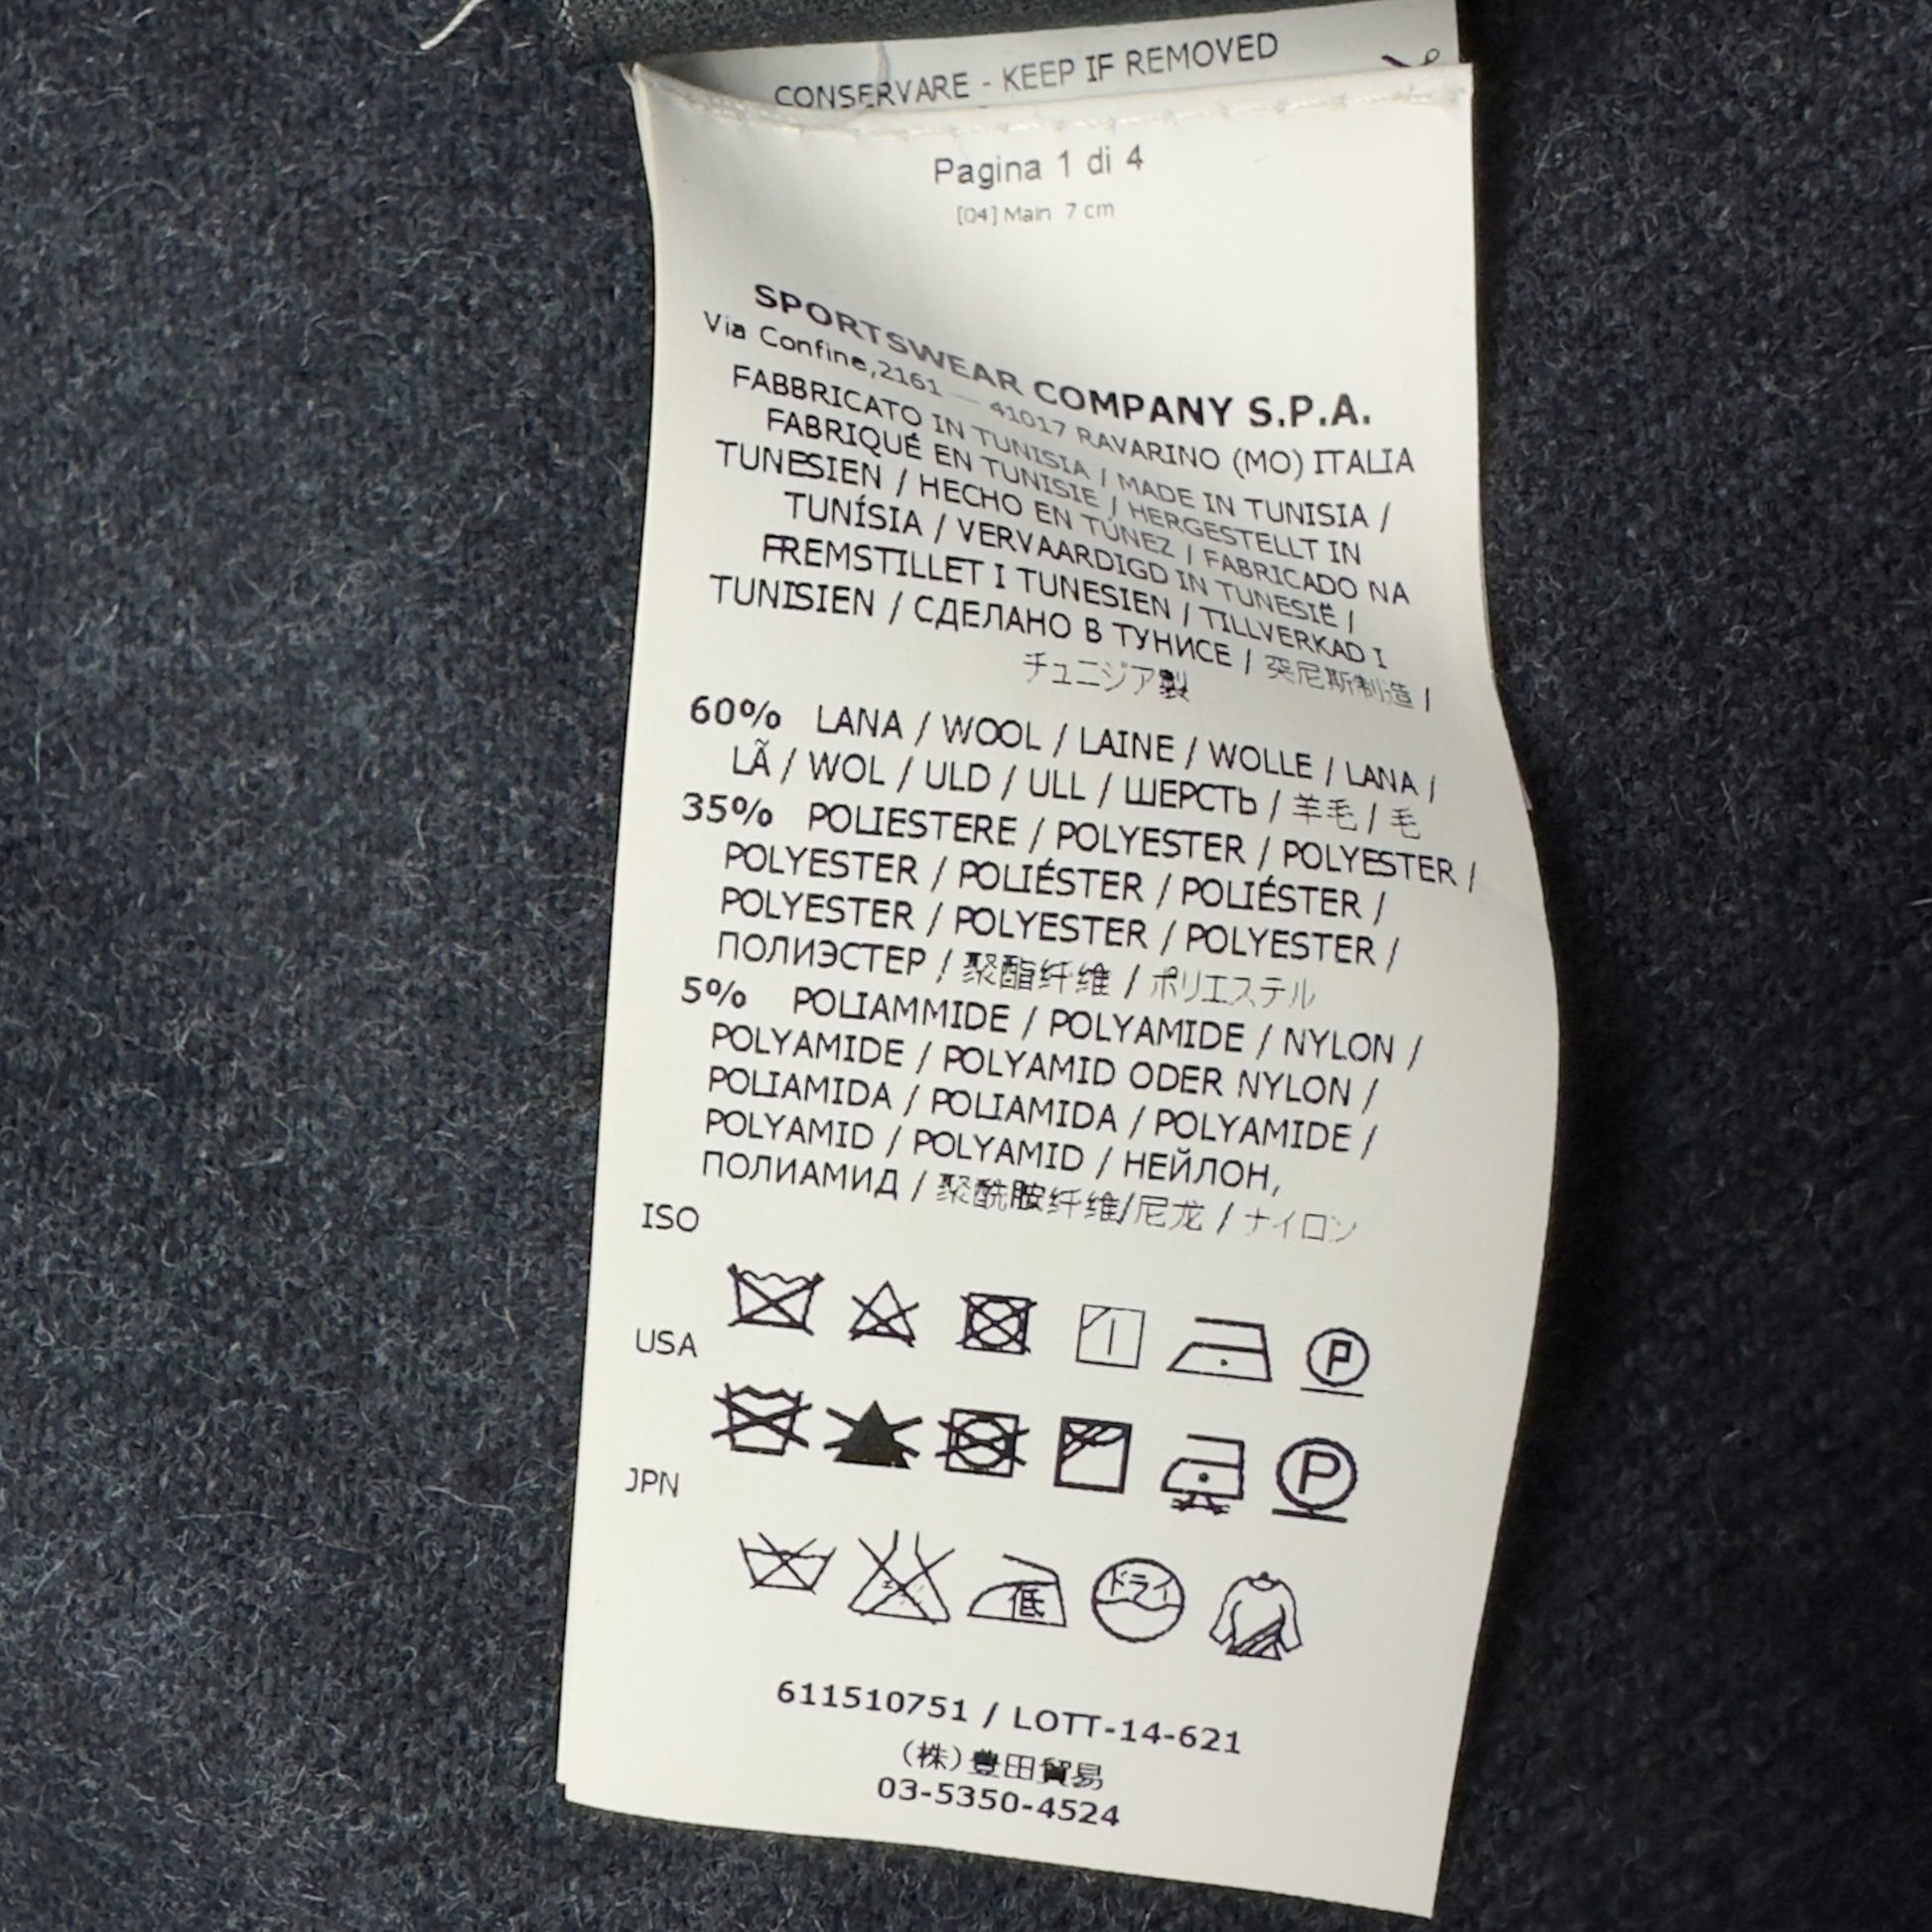 CONSERVARE - KEEP IF REMOVED
Pagina 1 di 4
[04] Main 7 cm
SPORTSWEAR COMPANY S.P.A.
Via Confine,2161 — 41017 RAVARINO (MO) ITALIA
FABBRICATO IN TUNISIA / MADE IN TUNISIA /
FABRIQUÉ EN TUNISIE / HERGESTELLT IN
TUNESIEN / HECHO EN TÚNEZ / FABRICADO NA
TUNÍSIA / VERVAARDIGD IN TUNESIË /
FREMSTILLET I TUNESIEN / TILLVERKAD I
TUNISIEN / СДЕЛАНО В ТУНИСЕ / 突尼斯制造 /
チュニジア製
60% LANA / WOOL / LAINE / WOLLE / LANA /
LÃ / WOL / ULD / ULL / ШЕРСТЬ / 羊毛 / 毛
35% POLIESTERE / POLYESTER / POLYESTER /
POLYESTER / POLIÉSTER / POLIÉSTER /
POLYESTER / POLYESTER / POLYESTER /
ПОЛИЭСТЕР / 聚酯纤维 / ポリエステル
5% POLIAMMIDE / POLYAMIDE / NYLON /
POLYAMIDE / POLYAMID ODER NYLON /
POLIAMIDA / POLIAMIDA / POLYAMIDE /
POLYAMID / POLYAMID / НЕЙЛОН,
ПОЛИАМИД / 聚酰胺纤维/尼龙 / ナイロン
ISO
P
USA
P
JPN
低 ドライ
611510751 / LOTT-14-621
(株)豊田貿易
03-5350-4524